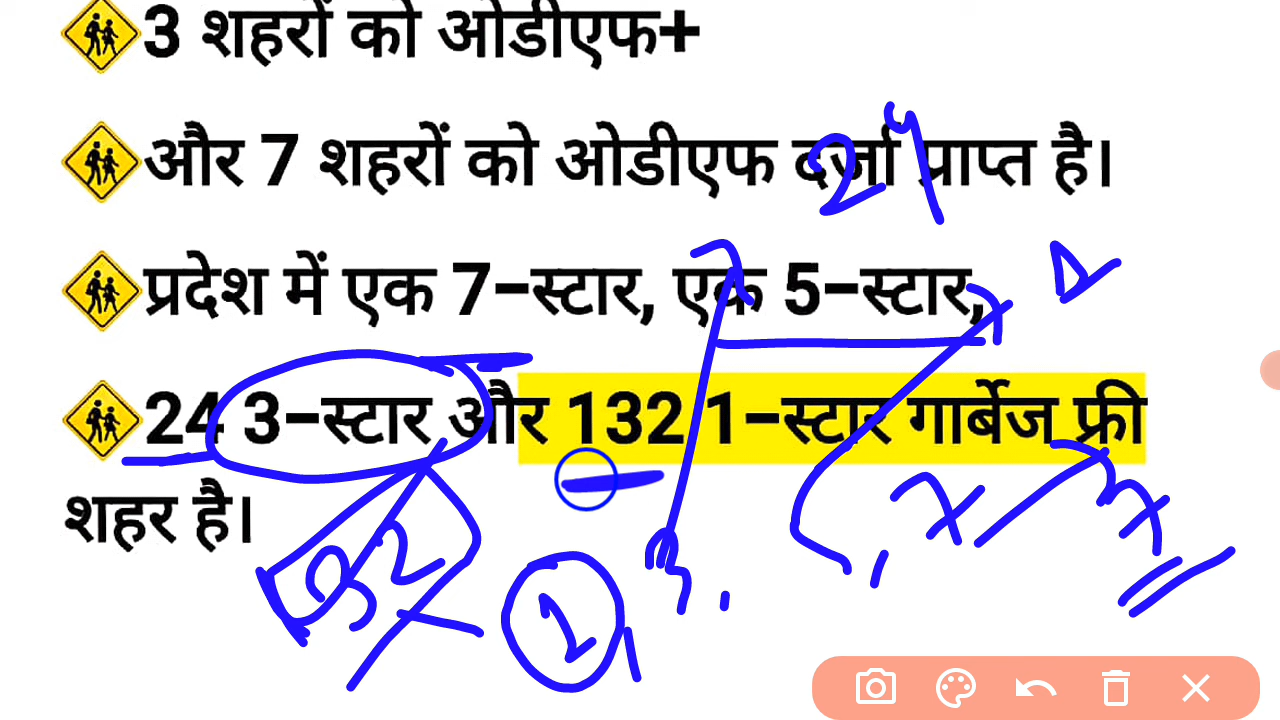 3 शहरों को ओडीएफ+
और 7 शहरों को ओडीएफ दर्जा प्राप्त है।
24
प्रदेश में एक 7-स्टार, एक 5-स्टार,
24 3-स्टार और 132 1-स्टार गार्बेज फ्री
शहर है।